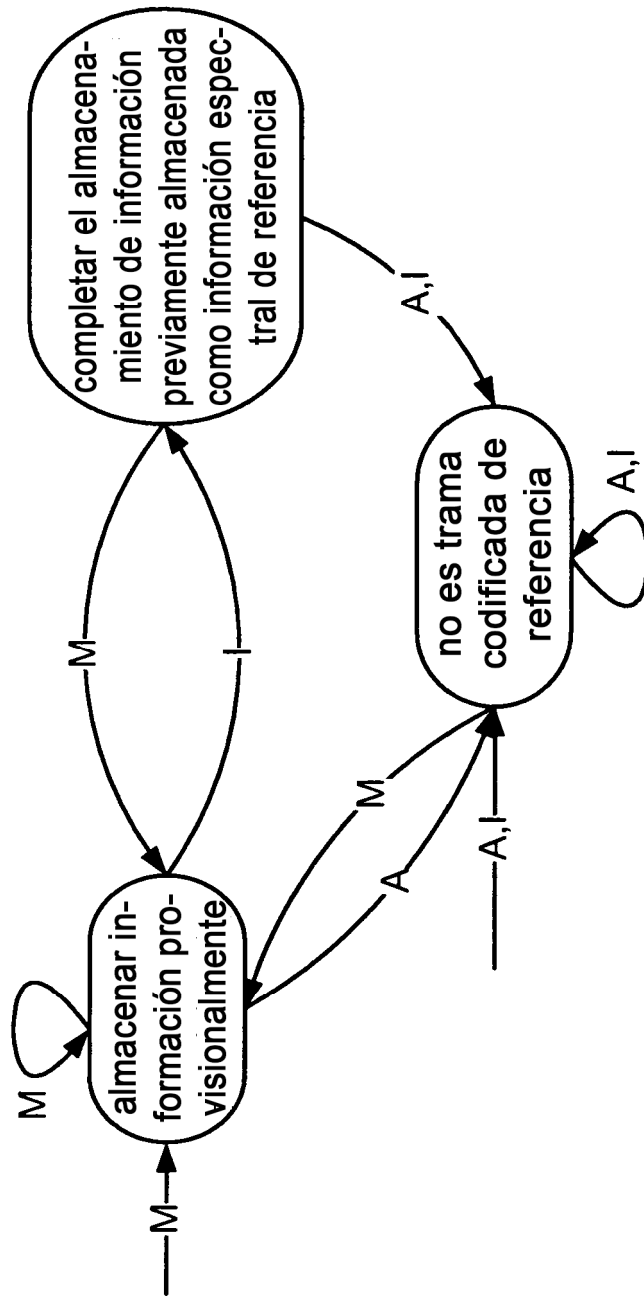 M
M
almacenar in-
formación pro-
visionalmente
M
I
completar el almacena-
miento de información
previamente almacenada
como información espec-
tral de referencia
M
A
A,I
A,I
no es trama
codificada de
referencia
A,I